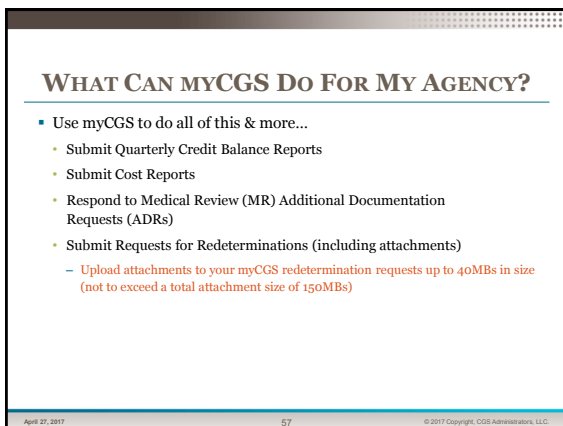 WHAT CAN MYCGS DO FOR MY AGENCY?
▪ Use myCGS to do all of this & more...
• Submit Quarterly Credit Balance Reports
• Submit Cost Reports
• Respond to Medical Review (MR) Additional Documentation
Requests (ADRs)
• Submit Requests for Redeterminations (including attachments)
– Upload attachments to your myCGS redetermination requests up to 40MBs in size
(not to exceed a total attachment size of 150MBs)
April 27, 2017
57
© 2017 Copyright, CGS Administrators, LLC.